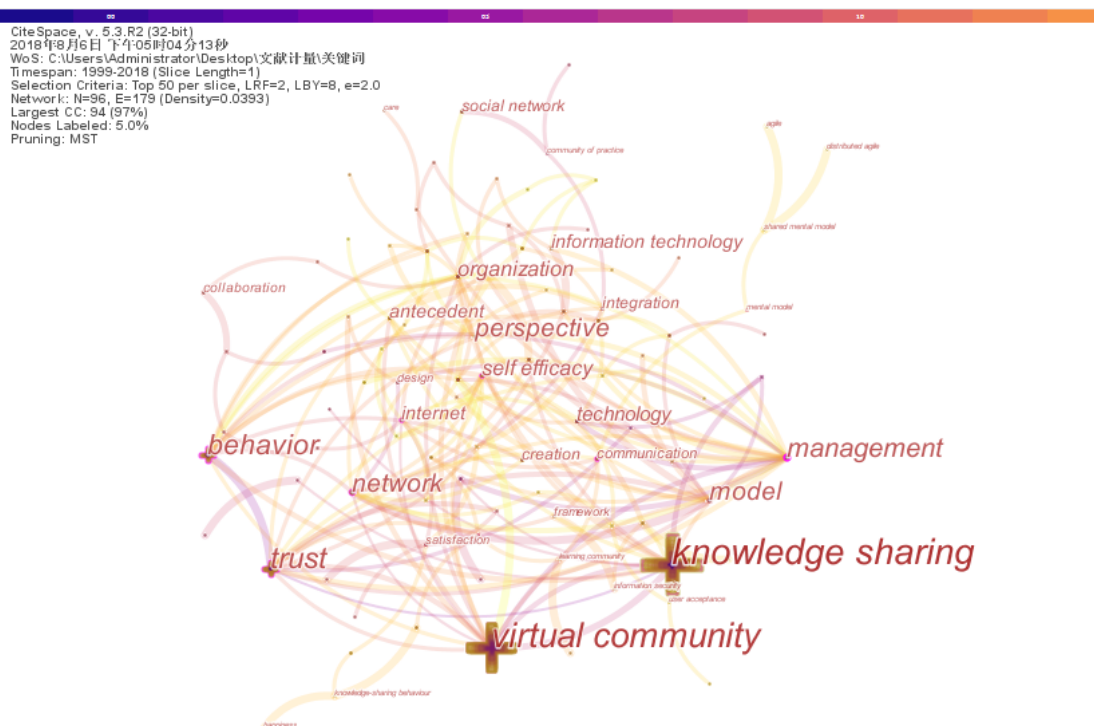 00 05 10
CiteSpace, v. 5.3.R2 (32-bit)
2018年8月6日 下午05时04分13秒
WoS: C:\Users\Administrator\Desktop\文献计量\关键词
Timespan: 1999-2018 (Slice Length=1)
Selection Criteria: Top 50 per slice, LRF=2, LBY=8, e=2.0
Network: N=96, E=179 (Density=0.0393)
Largest CC: 94 (97%)
Nodes Labeled: 5.0%
Pruning: MST
care
social network
agile
community of practice
distributed agile
shared mental model
information technology
organization
collaboration
integration
antecedent
mental model
perspective
self efficacy
design
internet
technology
behavior
management
creation
communication
network
model
framework
satisfaction
trust
knowledge sharing
learning community
information security
user acceptance
virtual community
knowledge-sharing behaviour
happiness